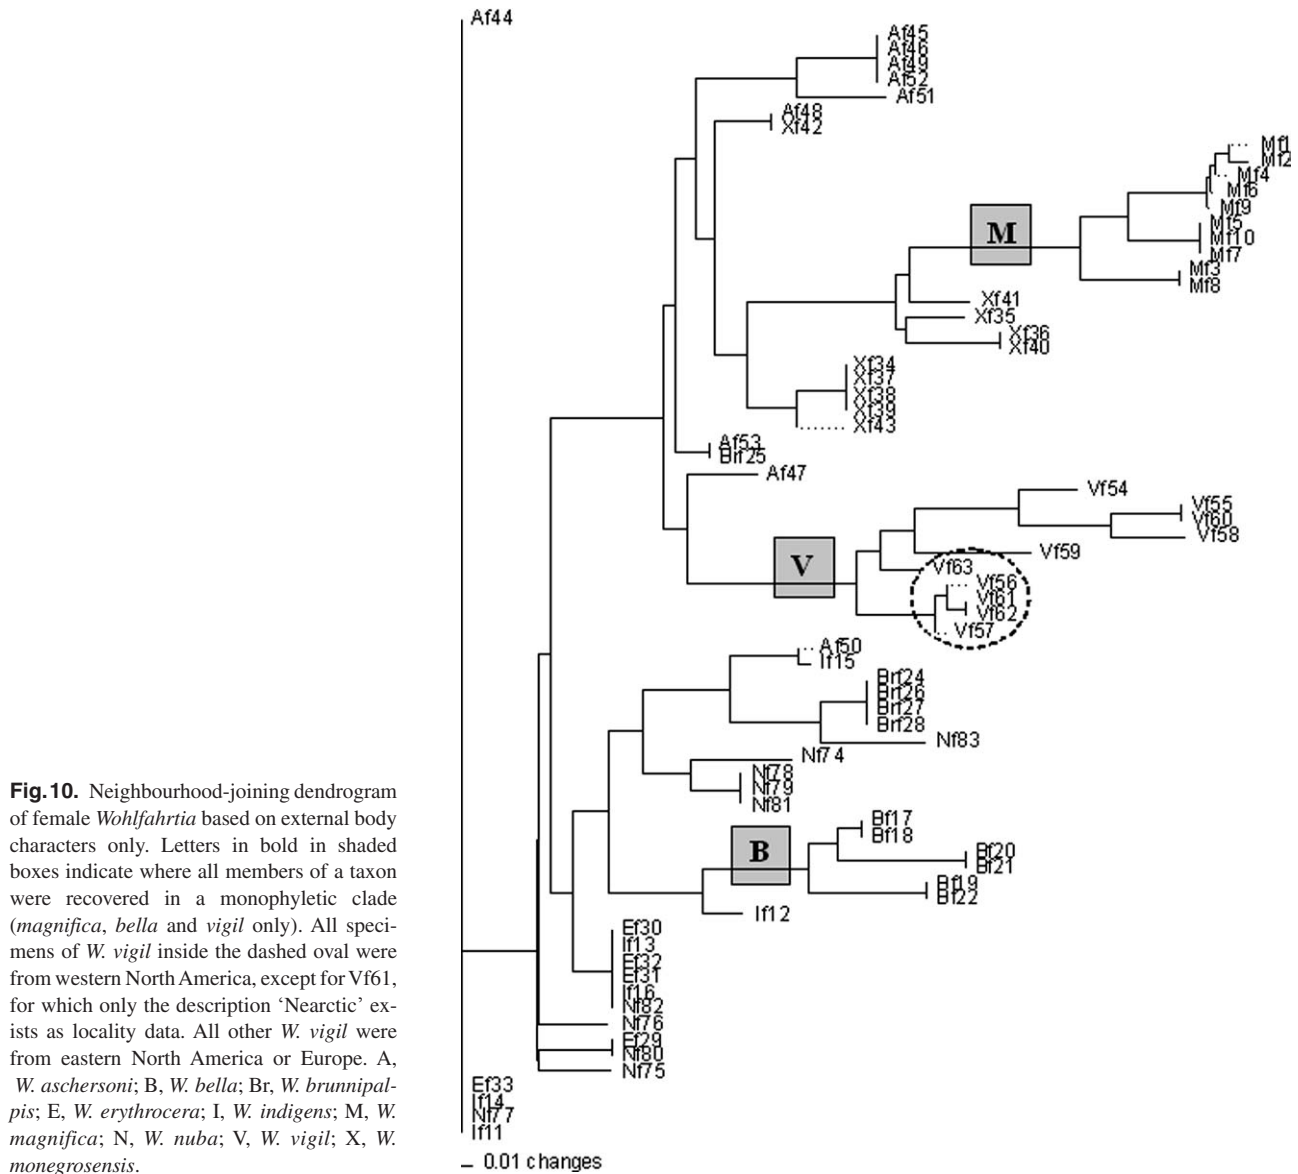 Af44
Af45
Af46
Af49
Af52
Af51
Af48
Xf42
Mf1
Mf2
Mf4
Mf6
Mf9
Mf5
Mf10
Mf7
M
Mf3
Mf8
Xf41
Xf35
Xf36
Xf40
Xf34
Xf37
Xf38
Xf39
Xf43
Af53
Brf25
Af47
Vf54
Vf55
Vf60
Vf58
Vf59
V
Vf63
Vf56
Vf61
Vf62
Vf57
Af50
If15
Brf24
Brf26
Brf27
Brf28
Nf83
Nf74
Nf78
Nf79
Nf81
Bf17
Bf18
B
Bf20
Bf21
Bf19
Bf22
If12
Ef30
If13
Ef32
Ef31
If16
Nf82
Nf76
Ef29
Nf80
Nf75
Ef33
If14
Nf77
If11
0.01 changes
Fig.10. Neighbourhood-joining dendrogram
of female Wohlfahrtia based on external body
characters only. Letters in bold in shaded
boxes indicate where all members of a taxon
were recovered in a monophyletic clade
(magnifica, bella and vigil only). All speci-
mens of W. vigil inside the dashed oval were
from western North America, except for Vf61,
for which only the description ‘Nearctic’ ex-
ists as locality data. All other W. vigil were
from eastern North America or Europe. A,
W. aschersoni; B, W. bella; Br, W. brunnipal-
pis; E, W. erythrocera; I, W. indigens; M, W.
magnifica; N, W. nuba; V, W. vigil; X, W.
monegrosensis.